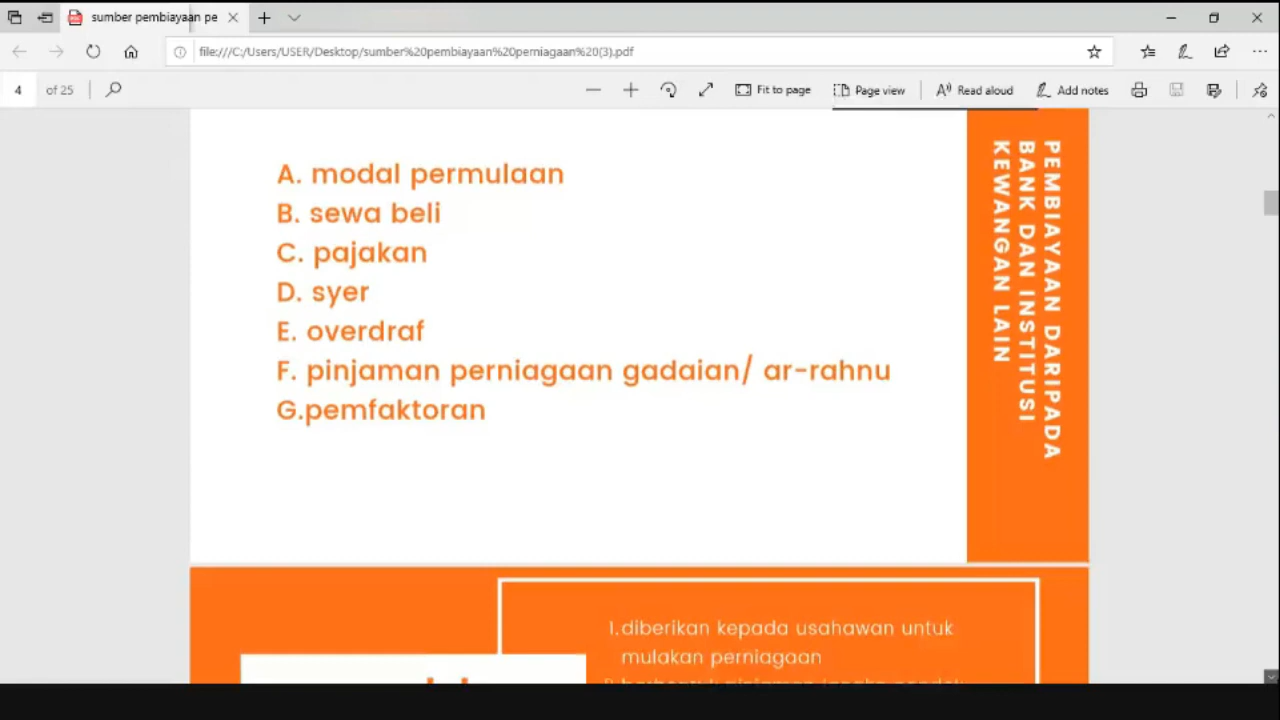 sumber pembiayaan pe
file:///C:/Users/USER/Desktop/sumber%20pembiayaan%20perniagaan%20(3).pdf
4 of 25
Fit to page
Page view
Read aloud
Add notes
A. modal permulaan
B. sewa beli
C. pajakan
D. syer
E. overdraf
F. pinjaman perniagaan gadaian/ ar-rahnu
G.pemfaktoran
PEMBIAYAAN DARIPADA
BANK DAN INSTITUSI
KEWANGAN LAIN
1.diberikan kepada usahawan untuk
mulakan perniagaan